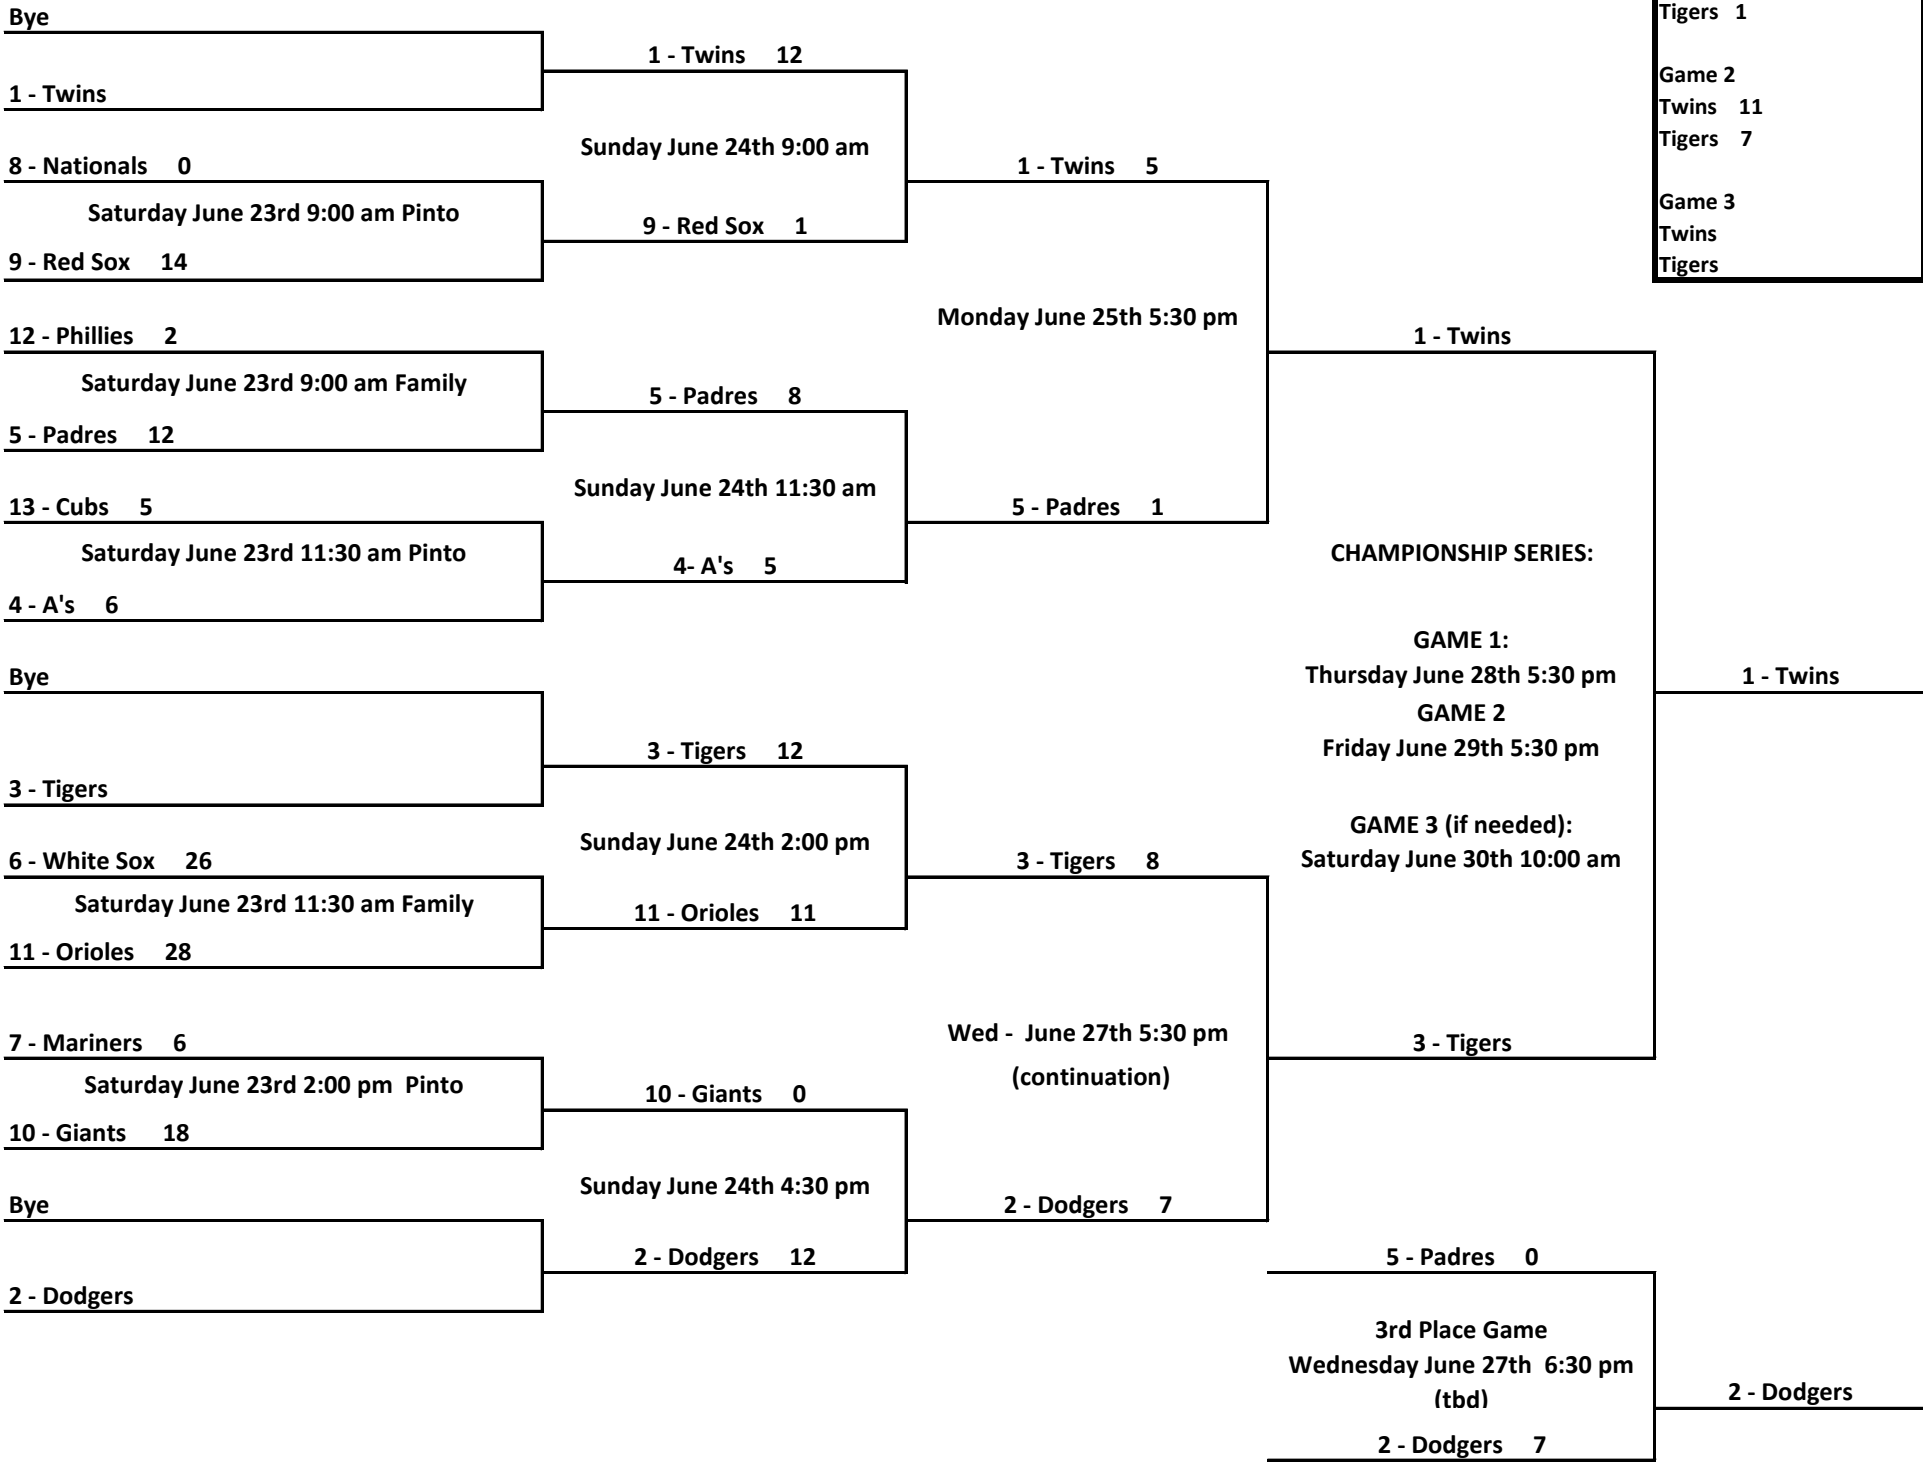 Bye
1 - Twins
8 - Nationals 0
Saturday June 23rd 9:00 am Pinto
9 - Red Sox 14
12 - Phillies 2
Saturday June 23rd 9:00 am Family
5 - Padres 12
13 - Cubs 5
Saturday June 23rd 11:30 am Pinto
4 - A's 6
Bye
3 - Tigers
6 - White Sox 26
Saturday June 23rd 11:30 am Family
11 - Orioles 28
7 - Mariners 6
Saturday June 23rd 2:00 pm Pinto
10 - Giants 18
Bye
2 - Dodgers
1 - Twins 12
Sunday June 24th 9:00 am
9 - Red Sox 1
5 - Padres 8
Sunday June 24th 11:30 am
4- A's 5
3 - Tigers 12
Sunday June 24th 2:00 pm
11 - Orioles 11
10 - Giants 0
Sunday June 24th 4:30 pm
2 - Dodgers 12
1 - Twins 5
Monday June 25th 5:30 pm
5 - Padres 1
3 - Tigers 8
Wed - June 27th 5:30 pm
(continuation)
2 - Dodgers 7
1 - Twins
CHAMPIONSHIP SERIES:
GAME 1:
Thursday June 28th 5:30 pm
GAME 2
Friday June 29th 5:30 pm
GAME 3 (if needed):
Saturday June 30th 10:00 am
3 - Tigers
5 - Padres 0
3rd Place Game
Wednesday June 27th 6:30 pm
(tbd)
2 - Dodgers 7
Tigers 1
Game 2
Twins 11
Tigers 7
Game 3
Twins
Tigers
1 - Twins
2 - Dodgers